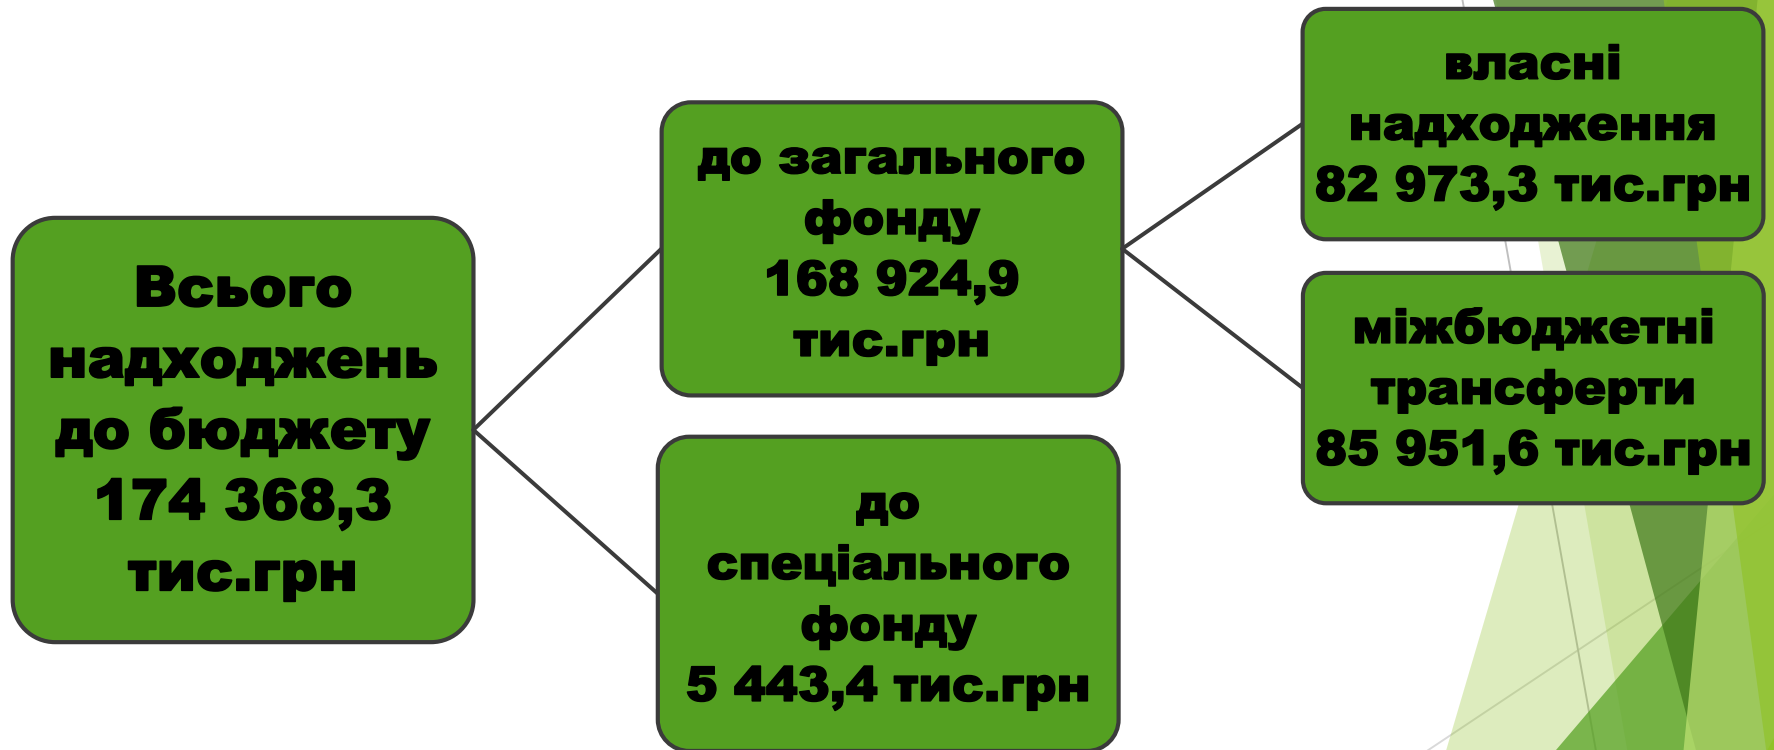 Всього
надходжень
до бюджету
174 368,3
тис.грн
до загального
фонду
168 924,9
тис.грн
до
спеціального
фонду
5 443,4 тис.грн
власні
надходження
82 973,3 тис.грн
міжбюджетні
трансферти
85 951,6 тис.грн